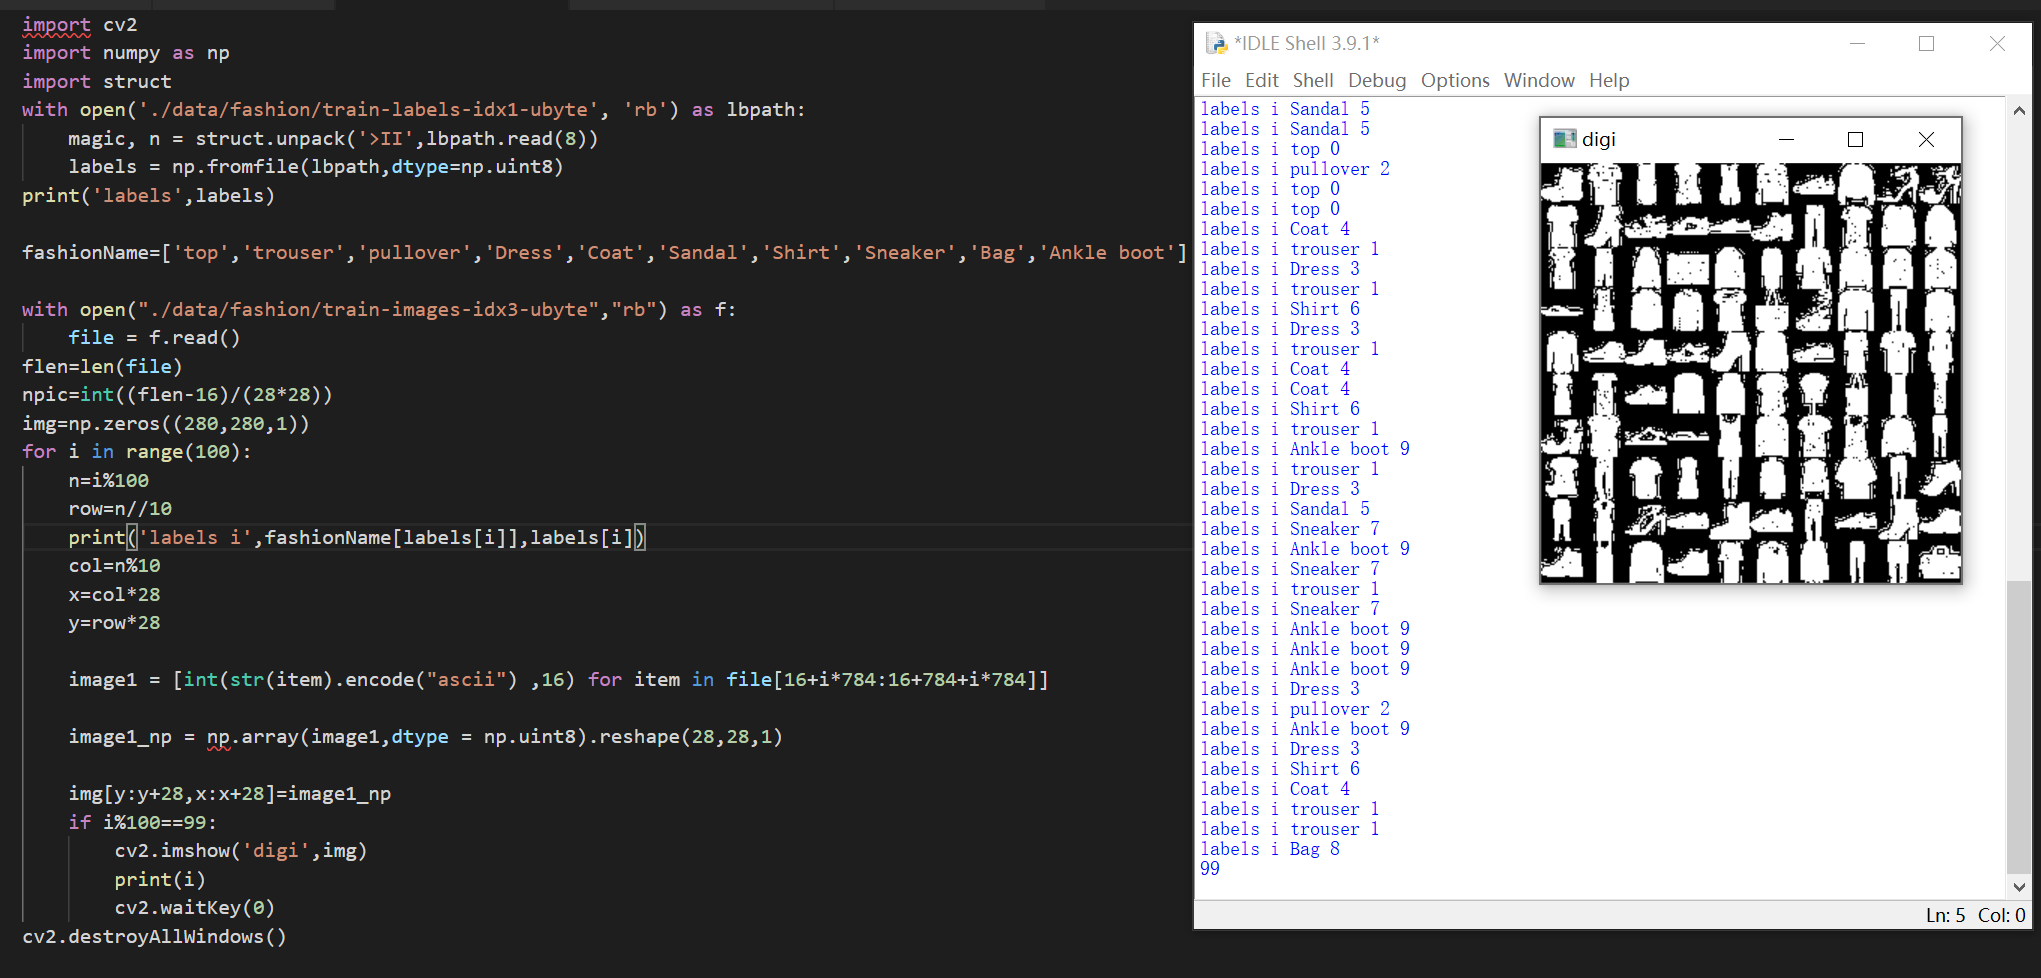 import cv2
import numpy as np
import struct
with open('./data/fashion/train-labels-idx1-ubyte', 'rb') as lbpath:
    magic, n = struct.unpack('>II',lbpath.read(8))
    labels = np.fromfile(lbpath,dtype=np.uint8)
print('labels',labels)
fashionName=['top','trouser','pullover','Dress','Coat','Sandal','Shirt','Sneaker','Bag','Ankle boot']
with open("./data/fashion/train-images-idx3-ubyte","rb") as f:
    file = f.read()
flen=len(file)
npic=int((flen-16)/(28*28))
img=np.zeros((280,280,1))
for i in range(100):
    n=i%100
    row=n//10
    print('labels i',fashionName[labels[i]],labels[i])
    col=n%10
    x=col*28
    y=row*28
    image1 = [int(str(item).encode("ascii") ,16) for item in file[16+i*784:16+784+i*784]]
    image1_np = np.array(image1,dtype = np.uint8).reshape(28,28,1)
    img[y:y+28,x:x+28]=image1_np
    if i%100==99:
        cv2.imshow('digi',img)
        print(i)
        cv2.waitKey(0)
cv2.destroyAllWindows()
*IDLE Shell 3.9.1*
File Edit Shell Debug Options Window Help
labels i Sandal 5
labels i Sandal 5
labels i top 0
labels i pullover 2
labels i top 0
labels i top 0
labels i Coat 4
labels i trouser 1
labels i Dress 3
labels i trouser 1
labels i Shirt 6
labels i Dress 3
labels i trouser 1
labels i Coat 4
labels i Coat 4
labels i Shirt 6
labels i trouser 1
labels i Ankle boot 9
labels i trouser 1
labels i Dress 3
labels i Sandal 5
labels i Sneaker 7
labels i Ankle boot 9
labels i Sneaker 7
labels i trouser 1
labels i Sneaker 7
labels i Ankle boot 9
labels i Ankle boot 9
labels i Ankle boot 9
labels i Dress 3
labels i pullover 2
labels i Ankle boot 9
labels i Dress 3
labels i Shirt 6
labels i Coat 4
labels i trouser 1
labels i trouser 1
labels i Bag 8
99
digi
Ln: 5 Col: 0